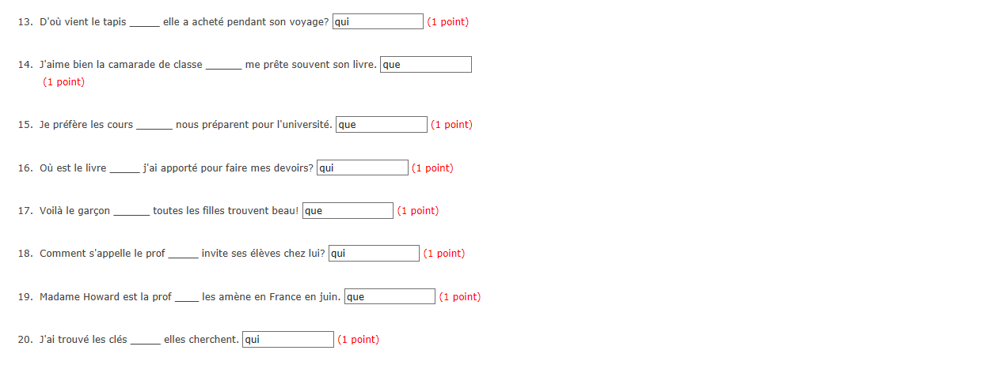 13. D'où vient le tapis _____ elle a acheté pendant son voyage? qui (1 point)
14. J'aime bien la camarade de classe ______ me prête souvent son livre. que
(1 point)
15. Je préfère les cours ______ nous préparent pour l'université. que (1 point)
16. Où est le livre _____ j'ai apporté pour faire mes devoirs? qui (1 point)
17. Voilà le garçon ______ toutes les filles trouvent beau! que (1 point)
18. Comment s'appelle le prof _____ invite ses élèves chez lui? qui (1 point)
19. Madame Howard est la prof ____ les amène en France en juin. que (1 point)
20. J'ai trouvé les clés _____ elles cherchent. qui (1 point)